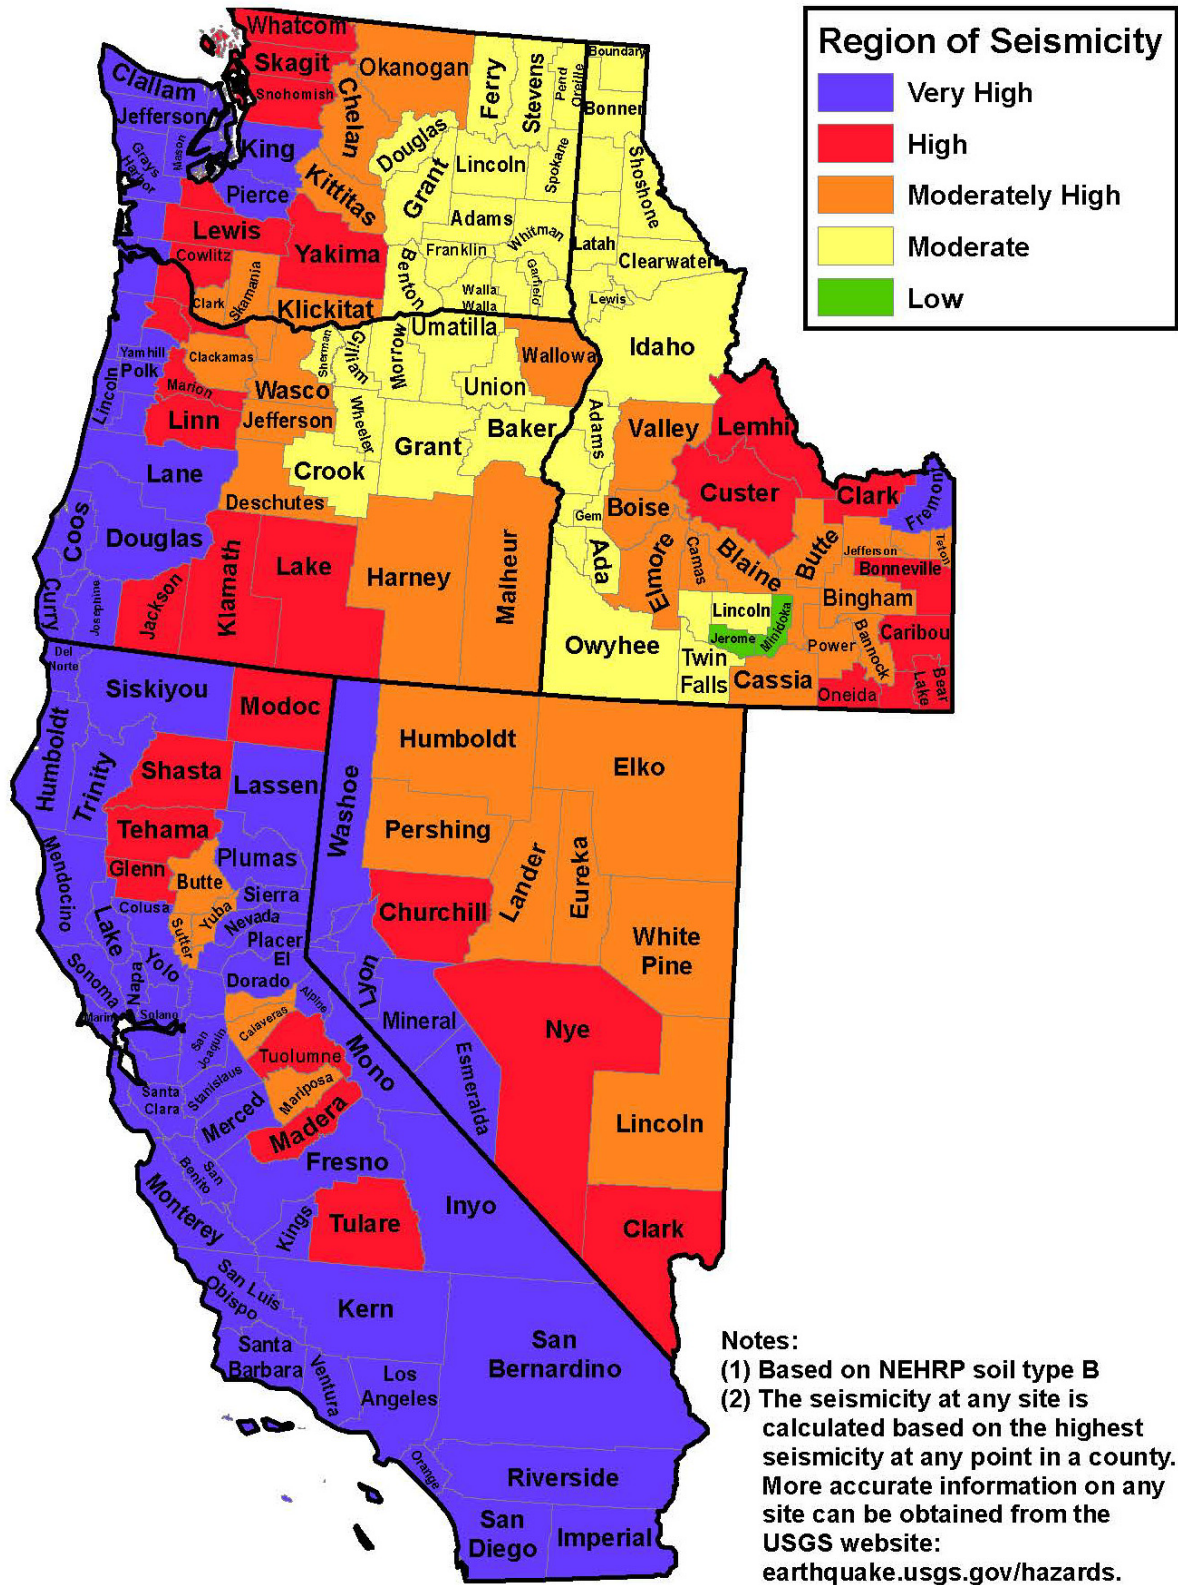 Region of Seismicity
Very High
High
Moderately High
Moderate
Low
Whatcom
Skagit
Snohomish
Okanogan
Chelan
Ferry
Stevens
Pend
Oreille
Boundary
Bonner
Clallam
Jefferson
Grays
Harbor
Mason
King
Pierce
Kittitas
Douglas
Grant
Lincoln
Spokane
Shoshone
Adams
Whitman
Lewis
Yakima
Cowlitz
Skamania
Clark
Klickitat
Benton
Franklin
Walla
Walla
Garfield
Latah
Clearwater
Lewis
Idaho
Yamhill
Polk
Lincoln
Clackamas
Marion
Wasco
Sherman
Gilliam
Morrow
Umatilla
Union
Wallowa
Linn
Jefferson
Wheeler
Grant
Baker
Adams
Valley
Lemhi
Lane
Crook
Deschutes
Custer
Clark
Fremont
Coos
Douglas
Gem
Boise
Ada
Elmore
Camas
Blaine
Butte
Jefferson
Teton
Bonneville
Curry
Josephine
Jackson
Klamath
Lake
Harney
Malheur
Bingham
Lincoln
Jerome
Minidoka
Power
Bannock
Caribou
Owyhee
Twin
Falls
Cassia
Oneida
Bear
Lake
Del
Norte
Siskiyou
Modoc
Humboldt
Trinity
Shasta
Lassen
Washoe
Humboldt
Elko
Tehama
Plumas
Pershing
Lander
Eureka
Mendocino
Glenn
Butte
Sierra
Churchill
Colusa
Lake
Sutter
Yuba
Nevada
Placer
El
Dorado
White
Pine
Sonoma
Napa
Yolo
Marin
Solano
Alpine
Lyon
Mineral
Nye
San
Joaquin
Calaveras
Tuolumne
Mono
Esmeralda
Stanislaus
Santa
Clara
Merced
Mariposa
Madera
Lincoln
San
Benito
Fresno
Monterey
Kings
Tulare
Inyo
Clark
San Luis
Obispo
Kern
San
Bernardino
Santa
Barbara
Ventura
Los
Angeles
Orange
Riverside
San
Diego
Imperial
Notes:
(1) Based on NEHRP soil type B
(2) The seismicity at any site is
calculated based on the highest
seismicity at any point in a county.
More accurate information on any
site can be obtained from the
USGS website:
earthquake.usgs.gov/hazards.